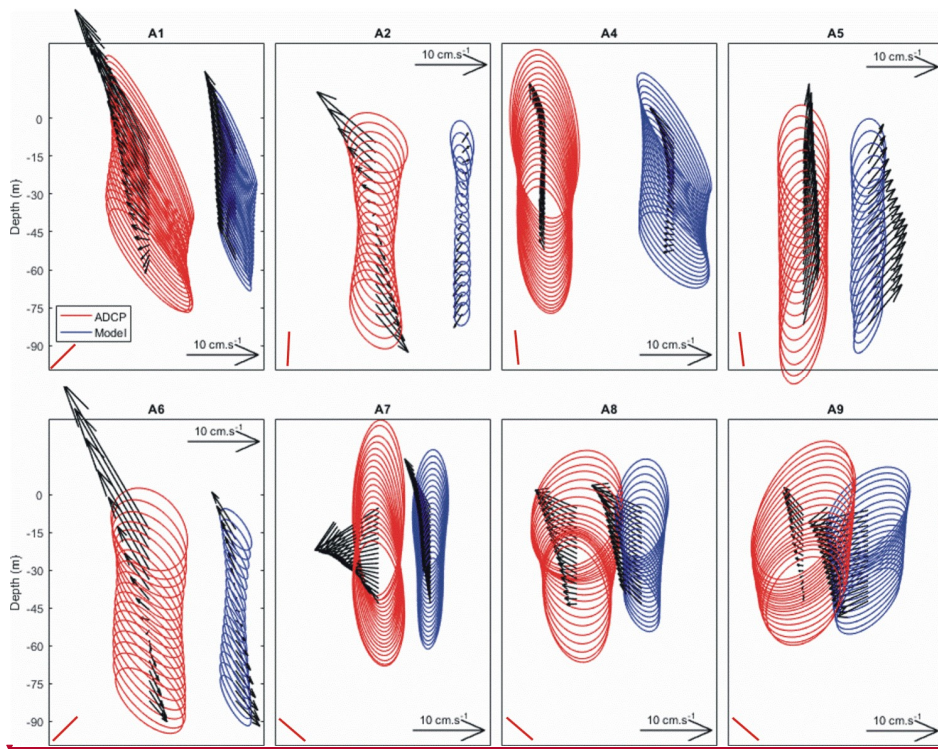 A1 A2 A4 A5
10 cm.s-1 10 cm.s-1
0
-15
-30
-45
-60
-75
-90
Depth (m)
ADCP
Model
10 cm.s-1 10 cm.s-1
A6 A7 A8 A9
10 cm.s-1
0
-15
-30
-45
-60
-75
-90
Depth (m)
10 cm.s-1 10 cm.s-1 10 cm.s-1